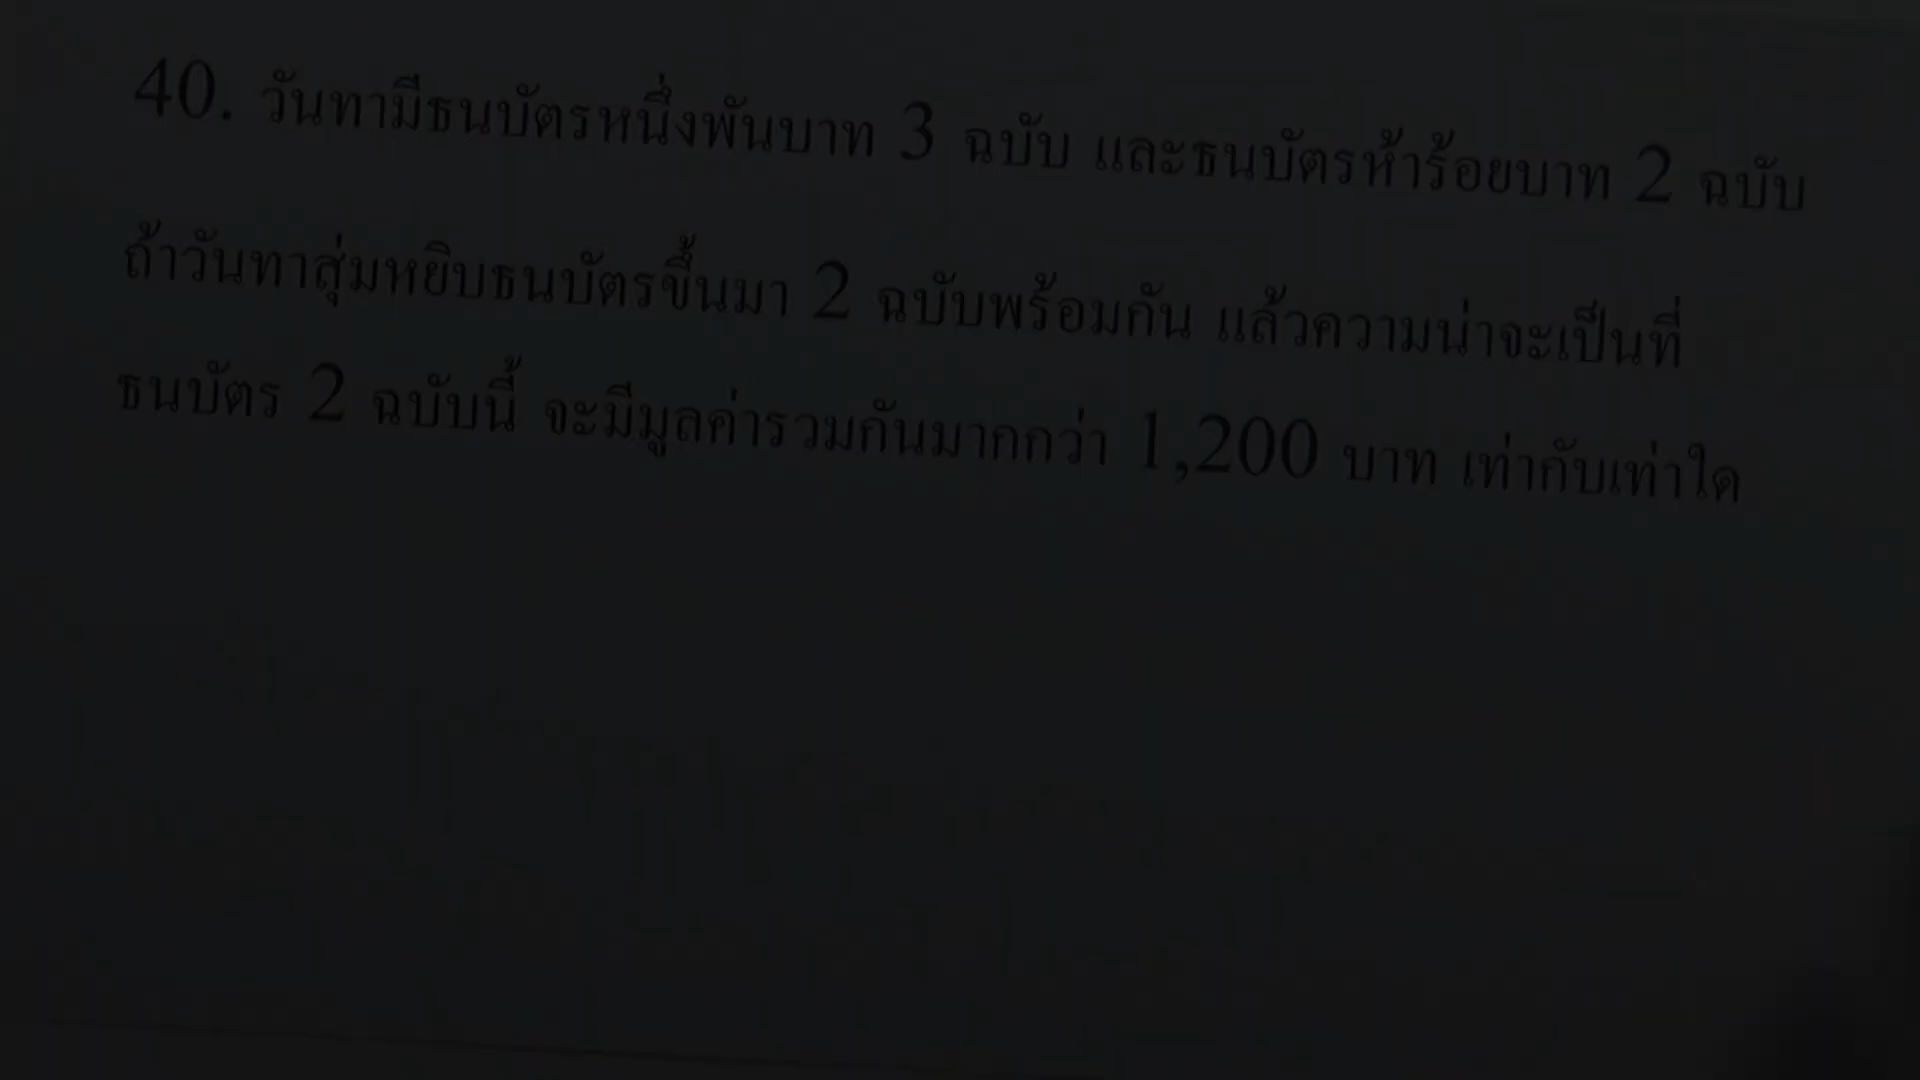 40. วันทามีธนบัตรหนึ่งพันบาท 3 ฉบับ และธนบัตรห้าร้อยบาท 2 ฉบับ
ถ้าวันทาสุ่มหยิบธนบัตรขึ้นมา 2 ฉบับพร้อมกัน แล้วความน่าจะเป็นที่
ธนบัตร 2 ฉบับนี้ จะมีมูลค่ารวมกันมากกว่า 1,200 บาท เท่ากับเท่าใด